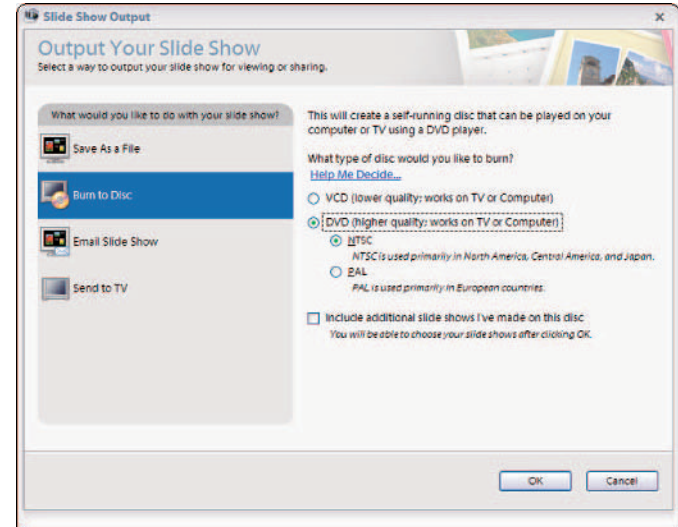 Slide Show Output
Output Your Slide Show
Select a way to output your slide show for viewing or sharing.
What would you like to do with your slide show?
Save As a File
Burn to Disc
Email Slide Show
Send to TV
This will create a self-running disc that can be played on your
computer or TV using a DVD player.
What type of disc would you like to burn?
Help Me Decide...
VCD (lower quality; works on TV or Computer)
DVD (higher quality; works on TV or Computer)
NTSC
NTSC is used primarily in North America, Central America, and Japan.
PAL
PAL is used primarily in European countries.
Include additional slide shows I've made on this disc
You will be able to choose your slide shows after clicking OK.
OK
Cancel